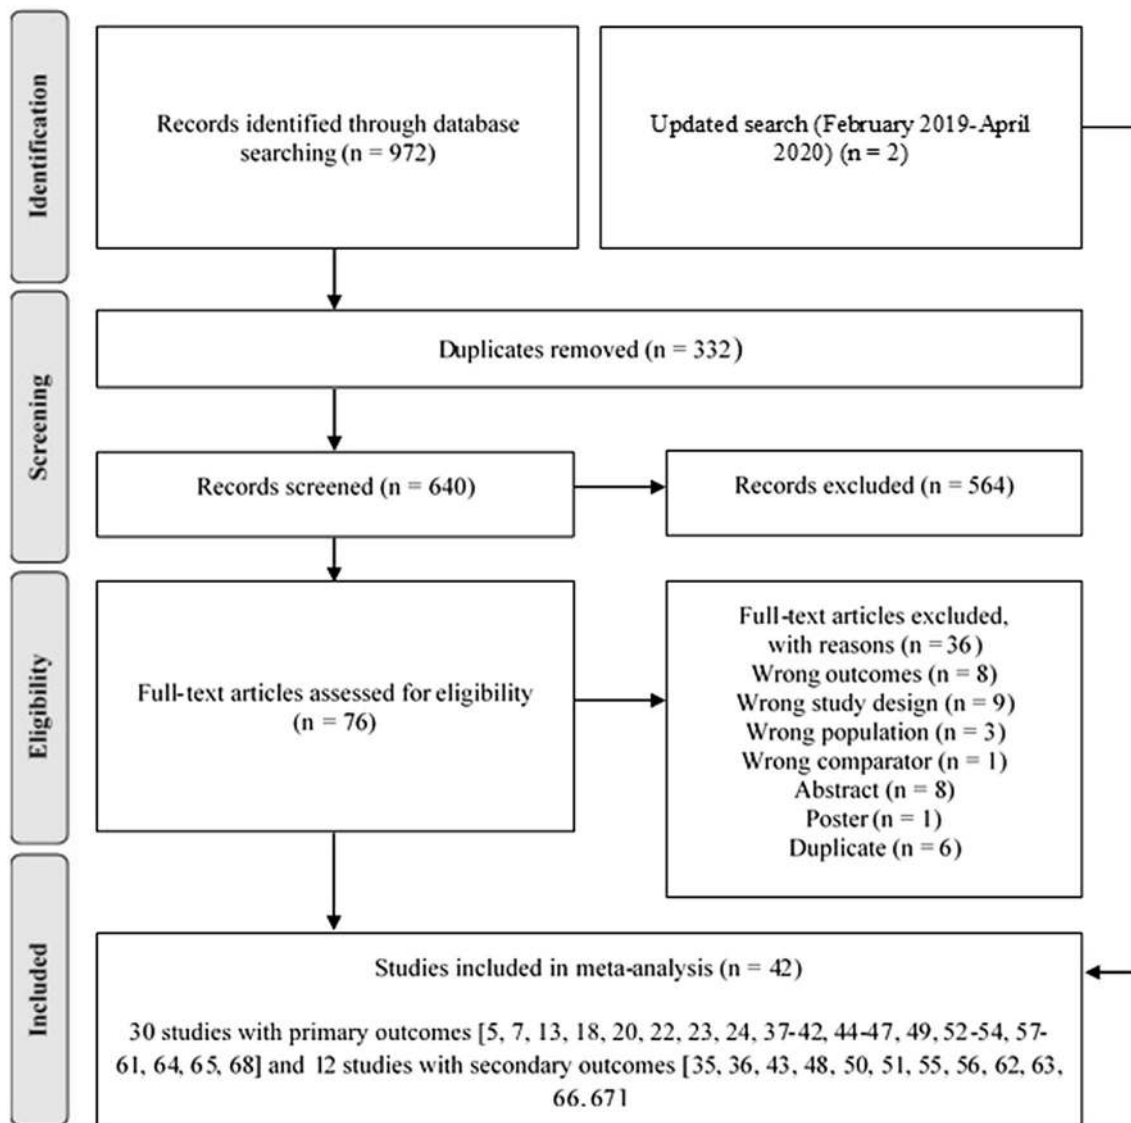 Identification
Records identified through database
searching (n = 972)
Updated search (February 2019-April
2020) (n = 2)
Screening
Duplicates removed (n = 332)
Records screened (n = 640)
Records excluded (n = 564)
Eligibility
Full-text articles assessed for eligibility
(n = 76)
Full-text articles excluded,
with reasons (n = 36)
Wrong outcomes (n = 8)
Wrong study design (n = 9)
Wrong population (n = 3)
Wrong comparator (n = 1)
Abstract (n = 8)
Poster (n = 1)
Duplicate (n = 6)
Included
Studies included in meta-analysis (n = 42)
30 studies with primary outcomes [5, 7, 13, 18, 20, 22, 23, 24, 37-42, 44-47, 49, 52-54, 57-
61, 64, 65, 68] and 12 studies with secondary outcomes [35, 36, 43, 48, 50, 51, 55, 56, 62, 63,
66, 67]